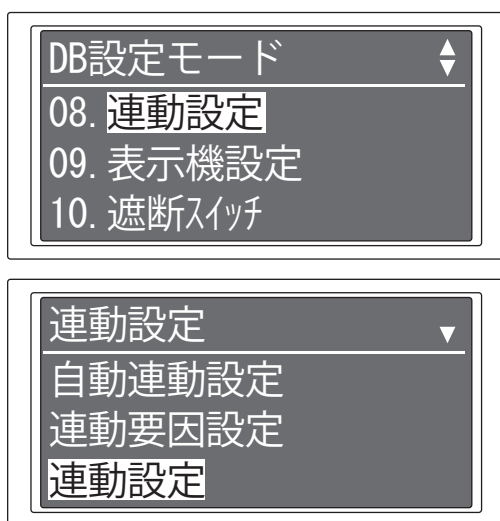 DB設定モード
08. 連動設定
09. 表示機設定
10. 遮断ｽｲｯﾁ
連動設定
自動連動設定
連動要因設定
連動設定